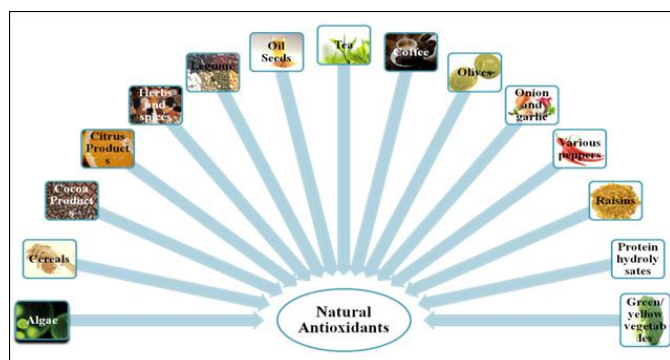 Algae
Cereals
Cocoa
Product
s
Citrus
Product
s
Herbs
and
spices
Legume
Oil
Seeds
Tea
Coffee
Olives
Onion
and
garlic
Various
peppers
Raisins
Protein
hydroly
sates
Green/
yellow
vegetab
les
Natural
Antioxidants